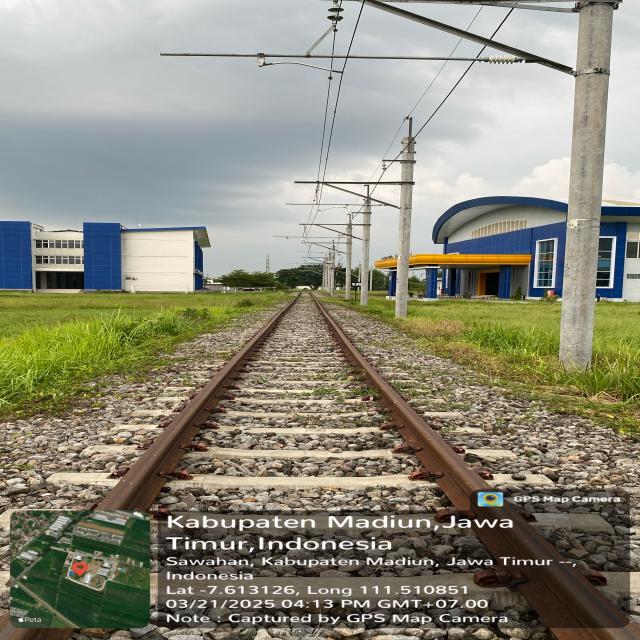 GPS Map Camera
Kabupaten Madiun,Jawa
Timur,Indonesia
Sawahan, Kabupaten Madiun, Jawa Timur --,
Indonesia
Lat -7.613126, Long 111.510851
03/21/2025 04:13 PM GMT+07.00
Note : Captured by GPS Map Camera
Peta